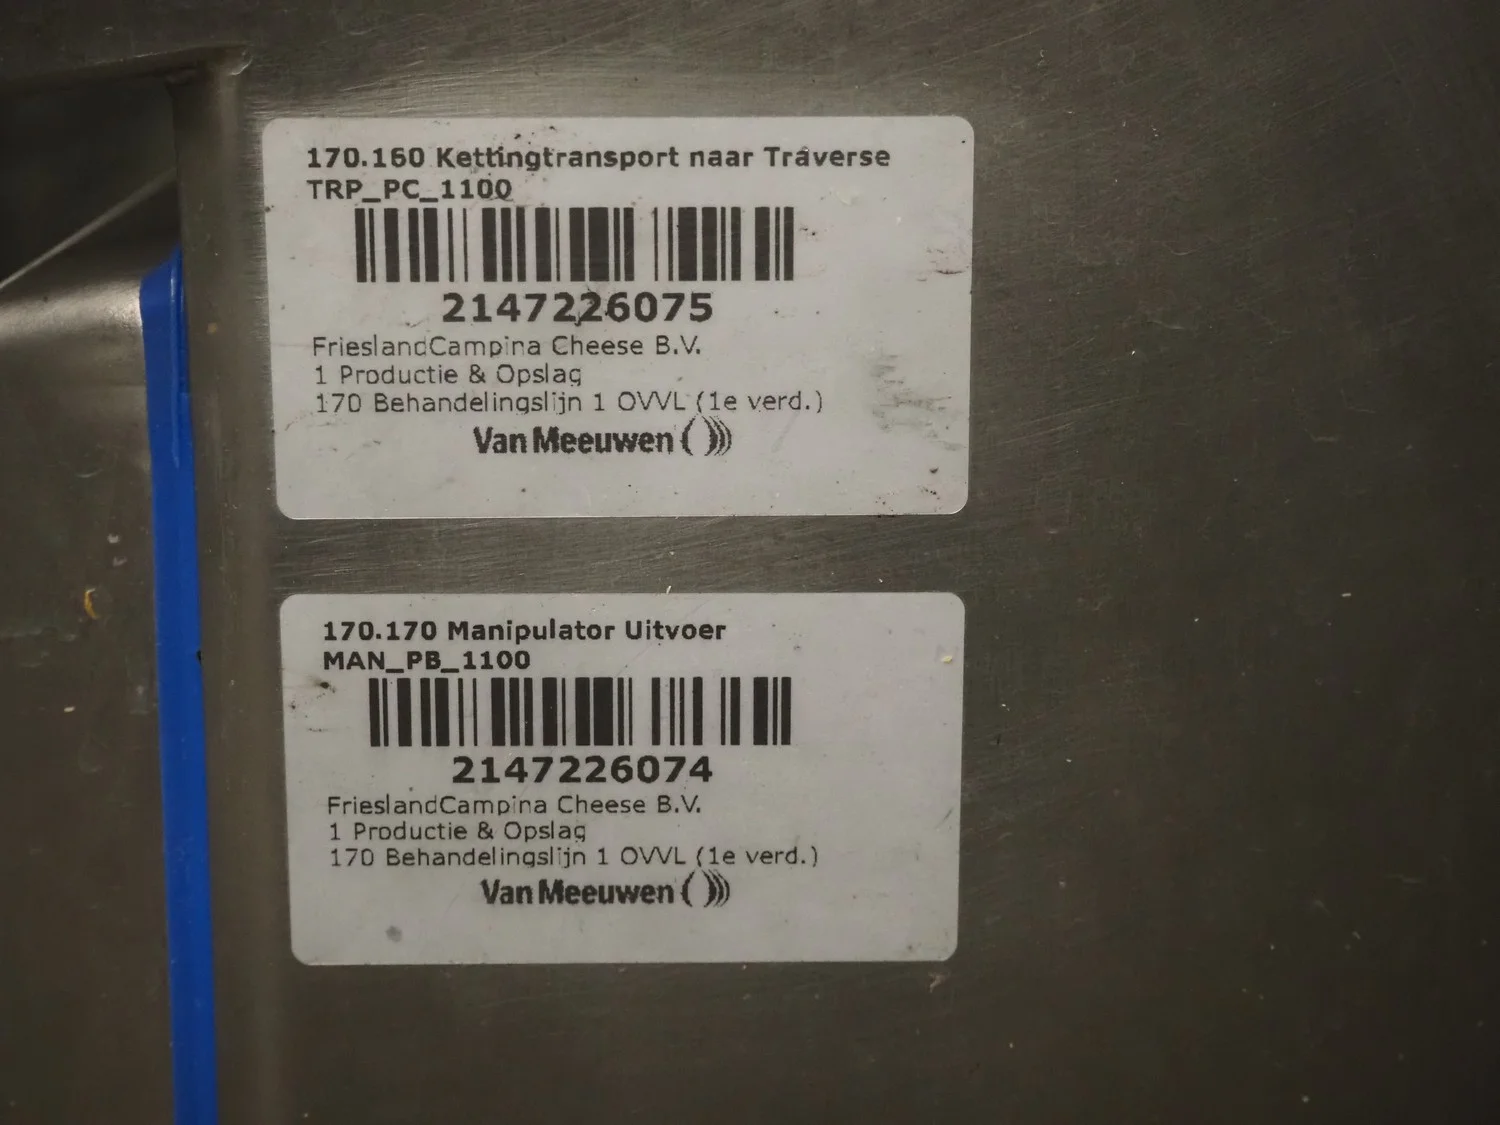 170.160 Kettingtransport naar Traverse
TRP_PC_1100
2147226075
FrieslandCampina Cheese B.V.
1 Productie & Opslag
170 Behandelingslijn 1 OVVL (1e verd.)
Van Meeuwen
170.170 Manipulator Uitvoer
MAN_PB_1100
2147226074
FrieslandCampina Cheese B.V.
1 Productie & Opslag
170 Behandelingslijn 1 OVVL (1e verd.)
Van Meeuwen